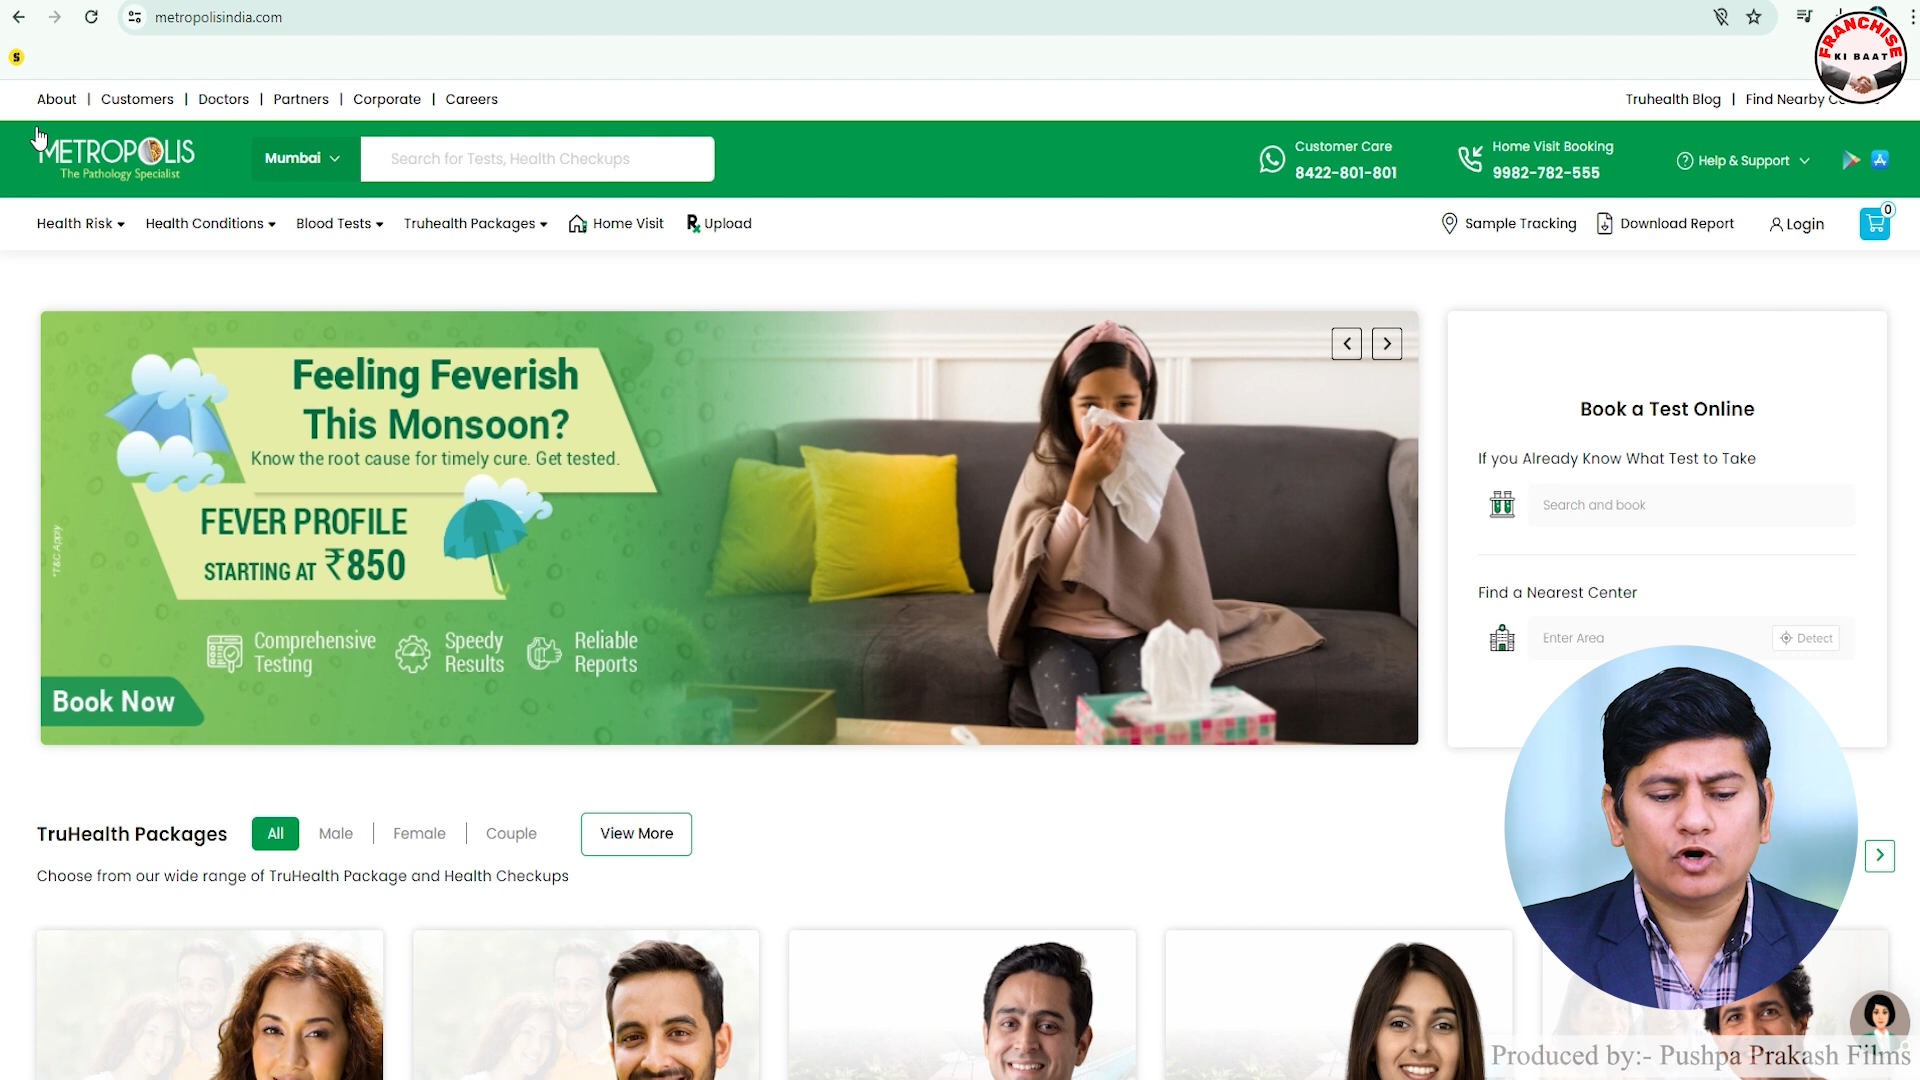 metropolisindia.com
S
FRANCHISE
KI BAAT
About | Customers | Doctors | Partners | Corporate | Careers
Truhealth Blog | Find Nearby
METROPOLIS
The Pathology Specialist
Mumbai
Search for Tests, Health Checkups
Customer Care
8422-801-801
Home Visit Booking
9982-782-555
Help & Support
Health Risk
Health Conditions
Blood Tests
Truhealth Packages
Home Visit
Upload
Sample Tracking
Download Report
Login
0
Feeling Feverish
This Monsoon?
Know the root cause for timely cure. Get tested.
FEVER PROFILE
STARTING AT ₹850
*T&C Apply
Comprehensive
Testing
Speedy
Results
Reliable
Reports
Book Now
Book a Test Online
If you Already Know What Test to Take
Search and book
Find a Nearest Center
Enter Area
Detect
TruHealth Packages
All
Male
Female
Couple
View More
Choose from our wide range of TruHealth Package and Health Checkups
Produced by:- Pushpa Prakash Films